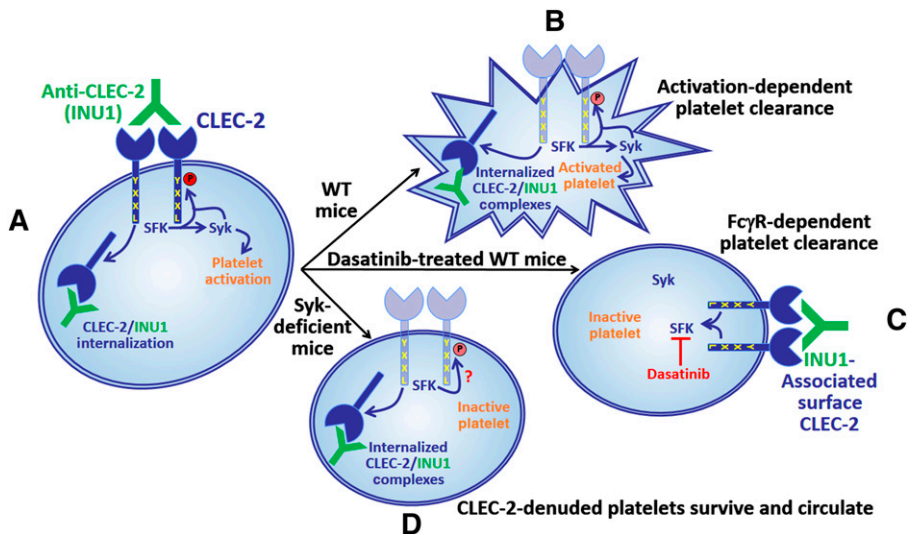 A
Anti-CLEC-2
(INU1)
CLEC-2
YXXL
YXXL
P
SFK
Syk
Platelet
activation
CLEC-2/INU1
internalization
WT
mice
Dasatinib-treated WT mice
Syk-
deficient
mice
B
YXXL
YXXL
P
SFK
Syk
Internalized
CLEC-2/INU1
complexes
Activated
platelet
Activation-dependent
platelet clearance
FcγR-dependent
platelet clearance
Syk
Inactive
platelet
YXXL
YXXL
SFK
Dasatinib
C
INU1-
Associated
surface
CLEC-2
YXXL
YXXL
P
SFK
?
Inactive
platelet
Internalized
CLEC-2/INU1
complexes
D
CLEC-2-denuded platelets survive and circulate